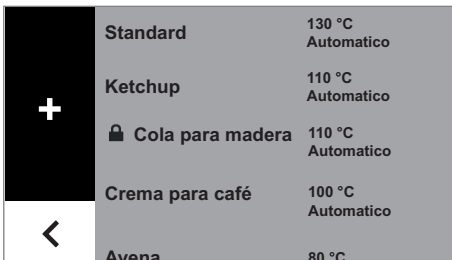 Standard 130 °C
Automatico
Ketchup 110 °C
Automatico
Cola para madera 110 °C
Automatico
Crema para café 100 °C
Automatico
Avena 80 °C